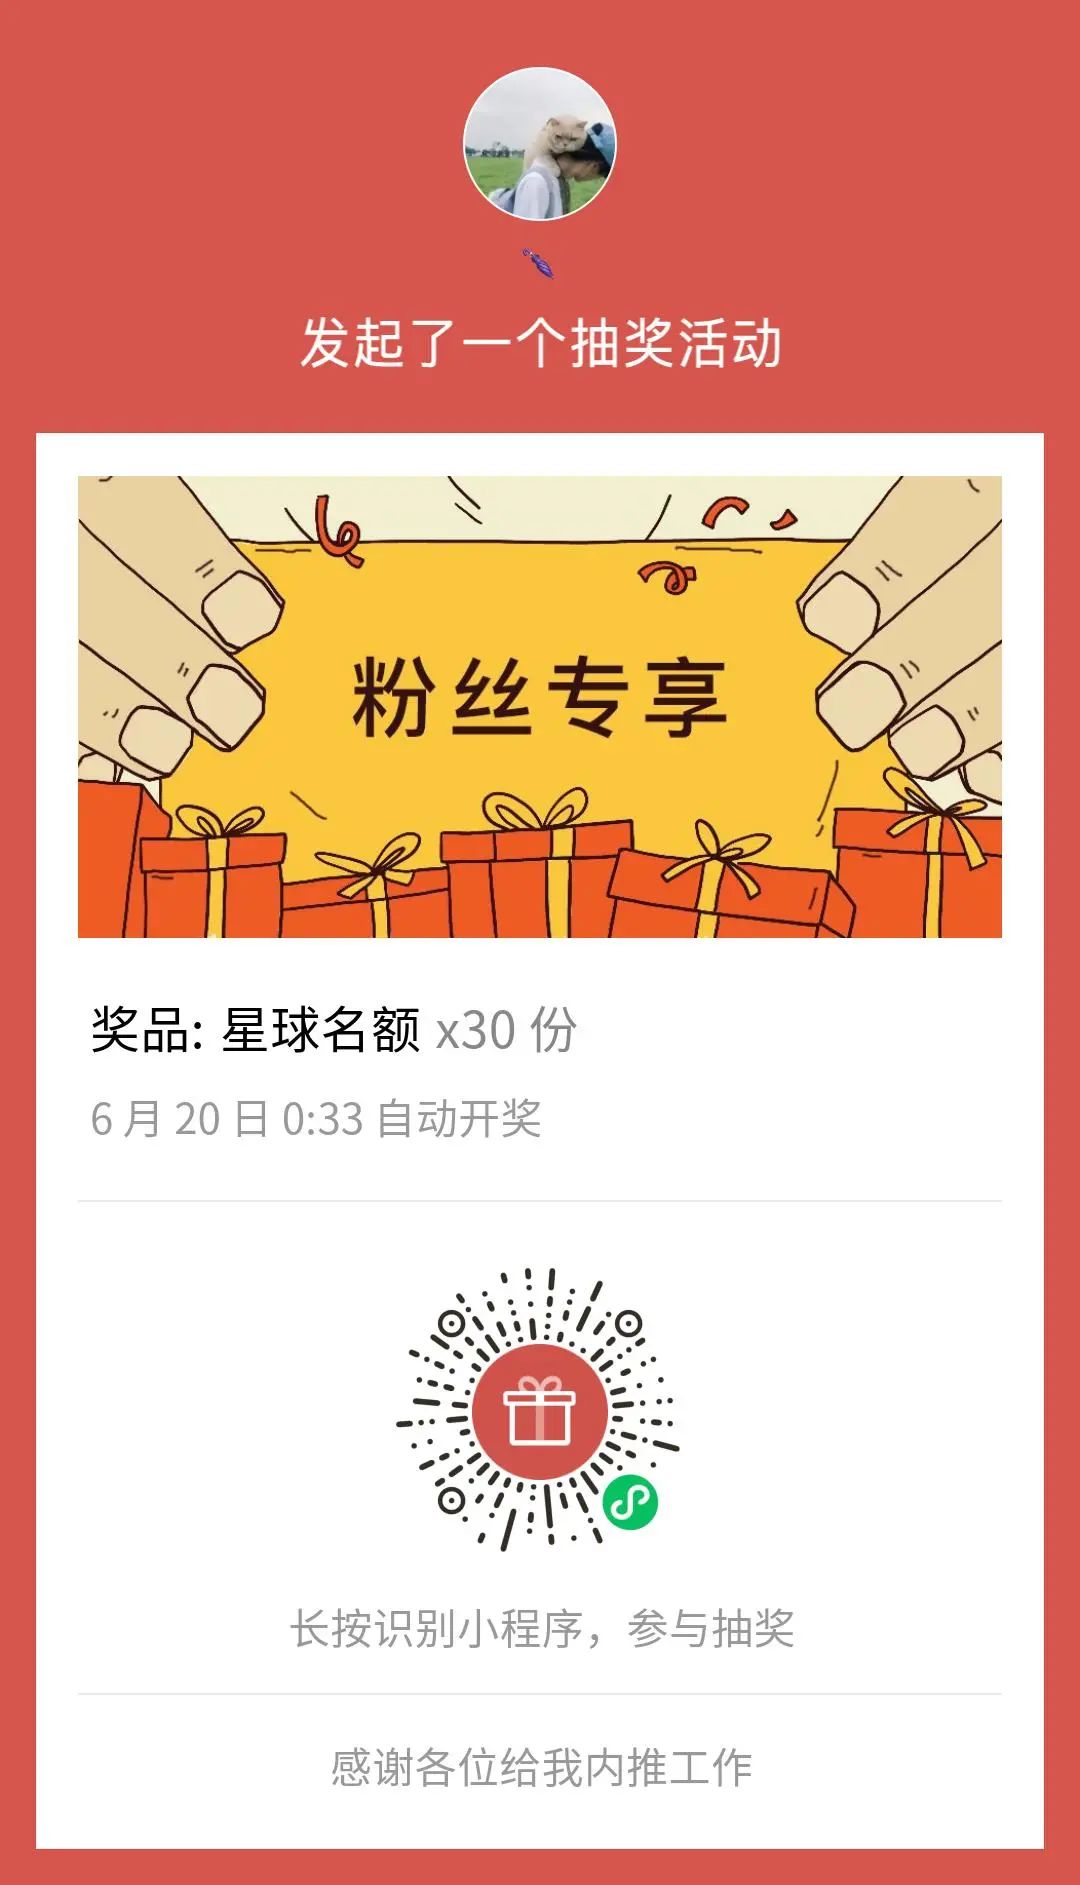 发起了一个抽奖活动
粉丝专享
奖品: 星球名额 x30 份
6 月 20 日 0:33 自动开奖
长按识别小程序，参与抽奖
感谢各位给我内推工作